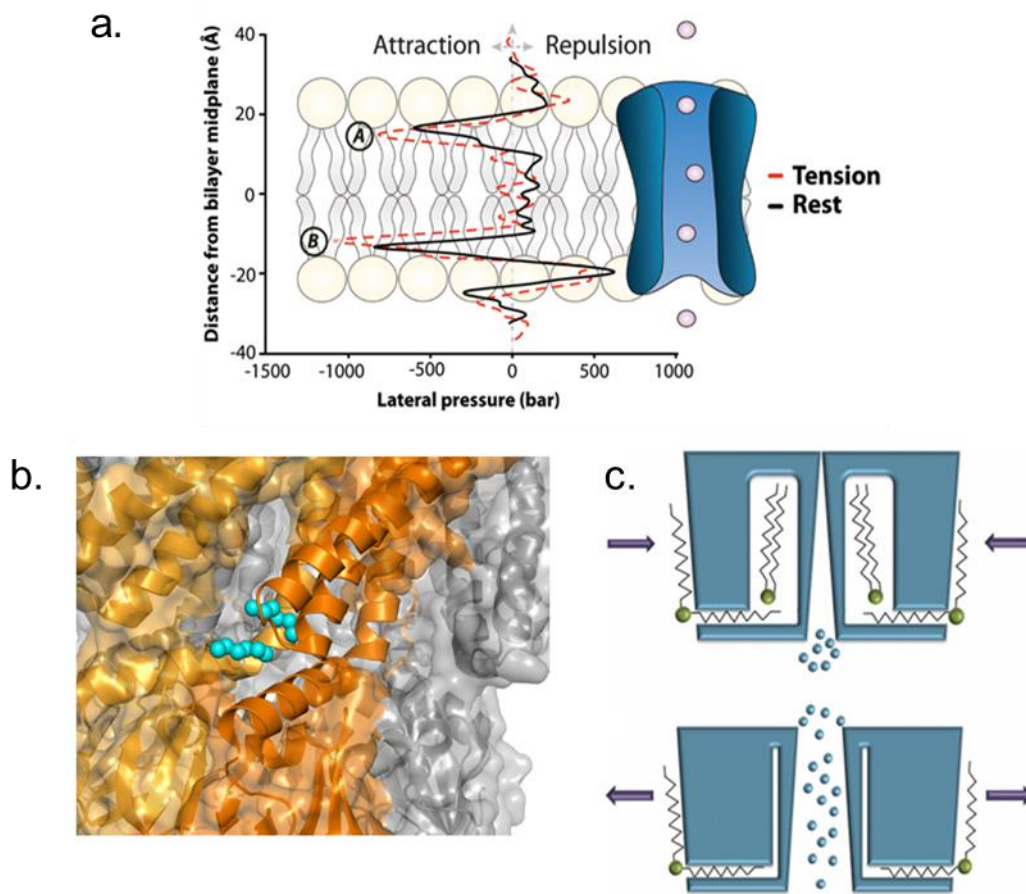 a.
Attraction Repulsion
Distance from bilayer midplane (Å)
40
20
0
-20
-40
A
B
Tension
Rest
-1500 -1000 -500 0 500 1000
Lateral pressure (bar)
b.
c.